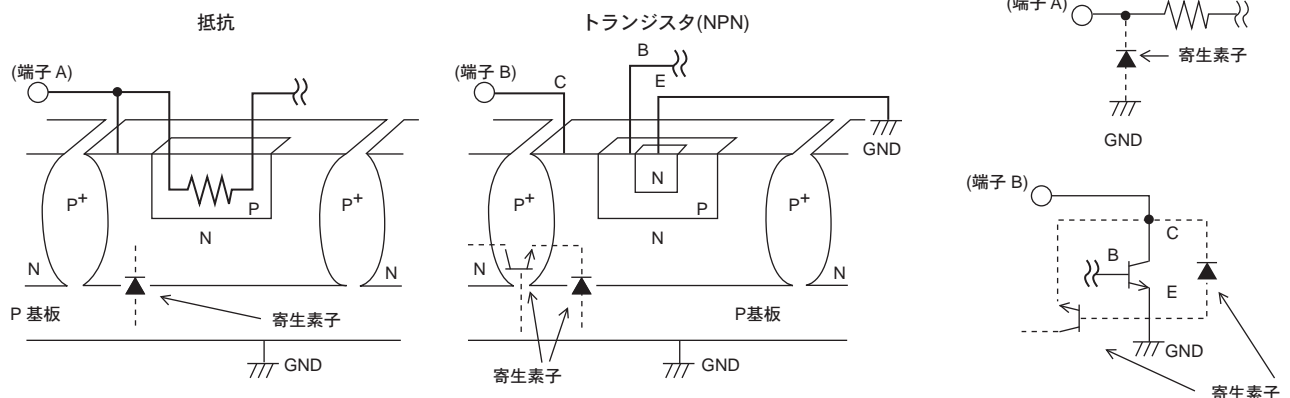 抵抗
(端子 A)
P+
P
P+
N
N
N
P 基板
寄生素子
GND
トランジスタ(NPN)
(端子 B)
C
B
E
GND
P+
N
P
P+
N
N
N
P基板
寄生素子
GND
(端子 A)
寄生素子
GND
(端子 B)
C
B
E
GND
寄生素子